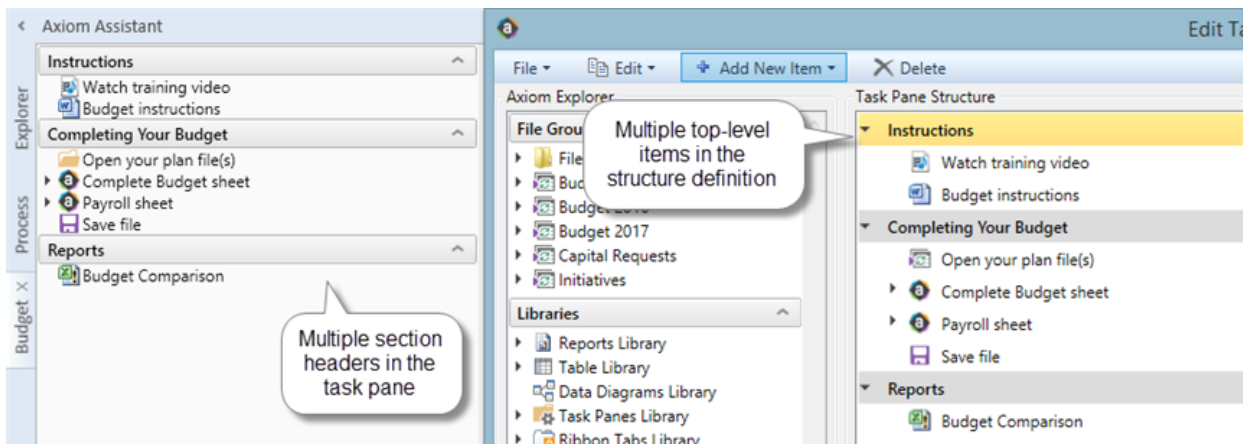 Axiom Assistant
Instructions
Watch training video
Budget instructions
Completing Your Budget
Open your plan file(s)
Complete Budget sheet
Payroll sheet
Save file
Reports
Budget Comparison
Explorer
Process
Budget X
Multiple section
headers in the
task pane
Edit Ta
File
Edit
Add New Item
Delete
Axiom Explorer
File Grou
File
Bud
Budget 2016
Budget 2017
Capital Requests
Initiatives
Libraries
Reports Library
Table Library
Data Diagrams Library
Task Panes Library
Ribbon Tabs Library
Multiple top-level
items in the
structure definition
Task Pane Structure
Instructions
Watch training video
Budget instructions
Completing Your Budget
Open your plan file(s)
Complete Budget sheet
Payroll sheet
Save file
Reports
Budget Comparison